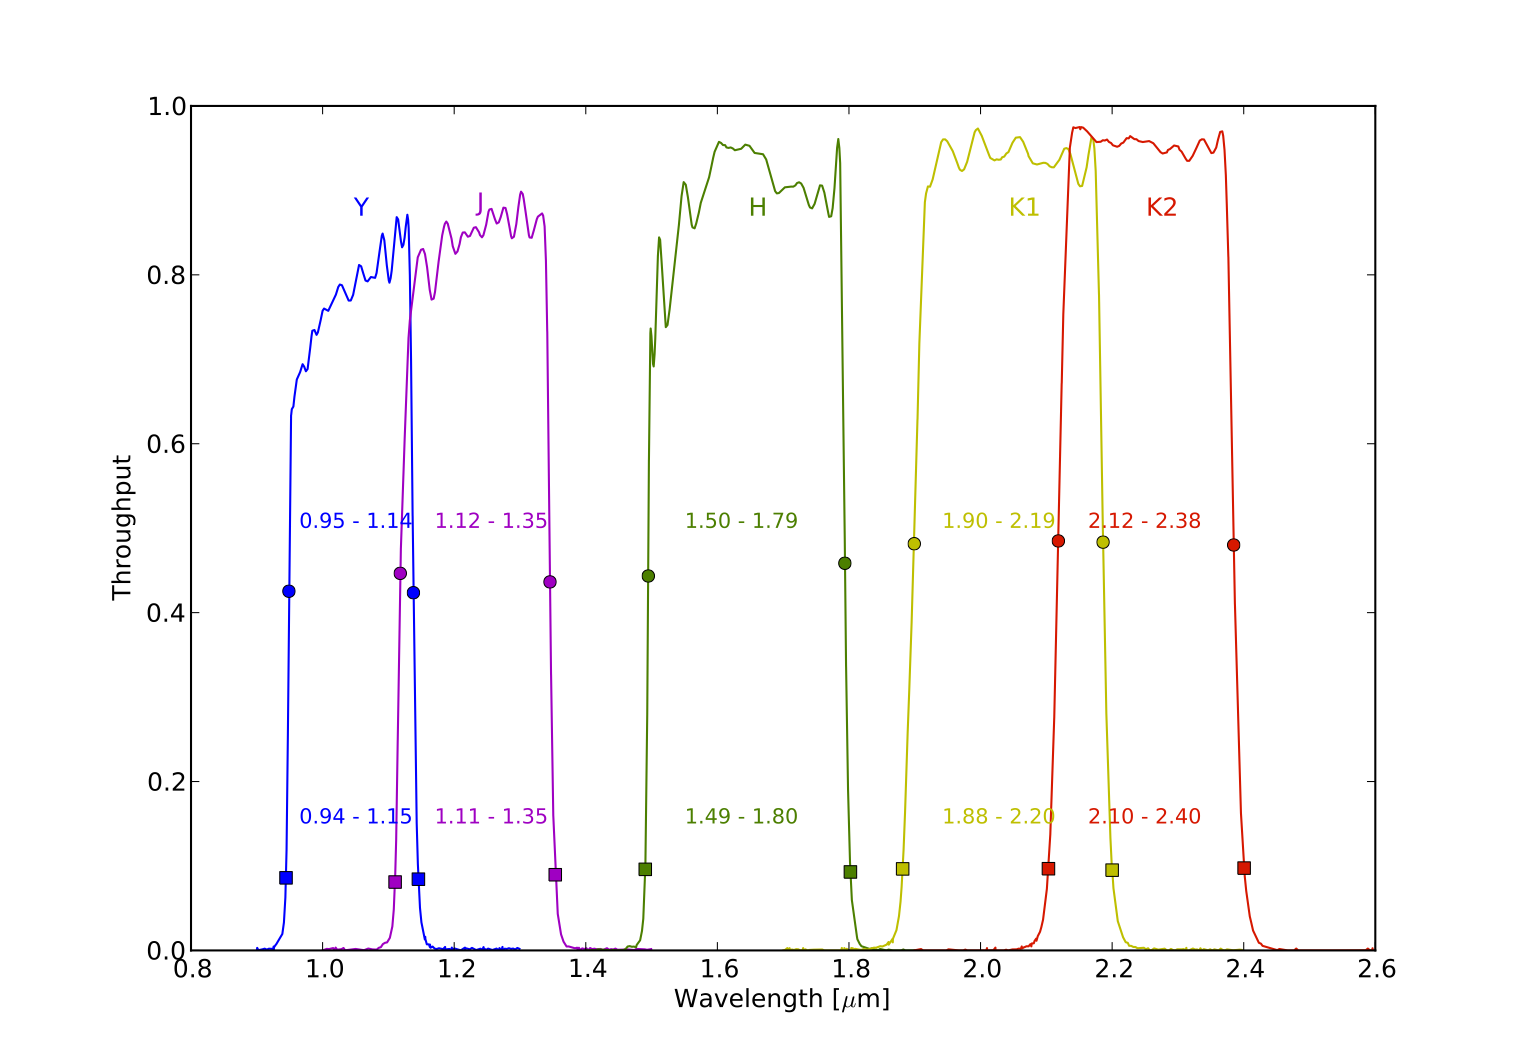 1.0
Y J H K1 K2
0.8
0.6
0.95 - 1.14 1.12 - 1.35 1.50 - 1.79 1.90 - 2.19 2.12 - 2.38
Throughput
0.4
0.2
0.94 - 1.15 1.11 - 1.35 1.49 - 1.80 1.88 - 2.20 2.10 - 2.40
0.0
0.8 1.0 1.2 1.4 1.6 1.8 2.0 2.2 2.4 2.6
Wavelength [μm]